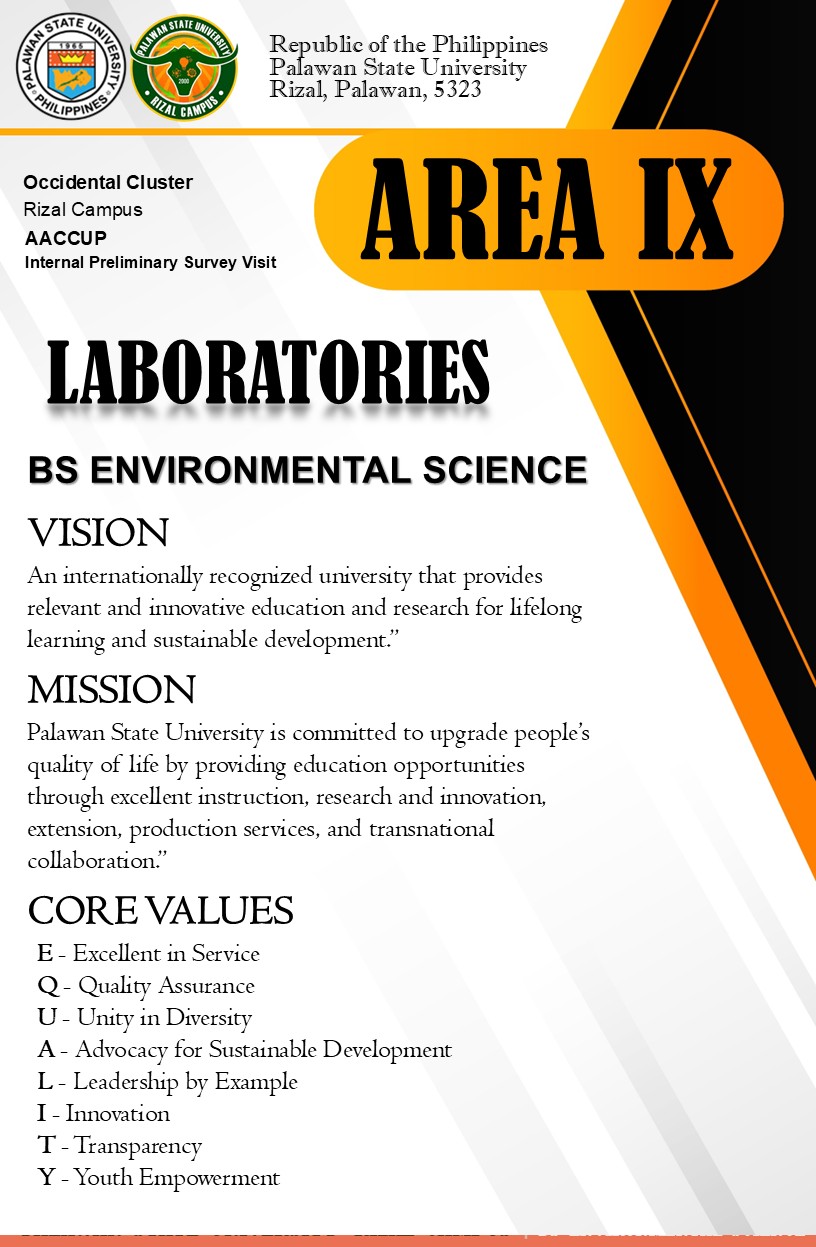 PALAWAN STATE UNIVERSITY
1965
PHILIPPINES
PALAWAN STATE UNIVERSITY
2000
RIZAL CAMPUS
Republic of the Philippines
Palawan State University
Rizal, Palawan, 5323
AREA IX
Occidental Cluster
Rizal Campus
AACCUP
Internal Preliminary Survey Visit
LABORATORIES
BS ENVIRONMENTAL SCIENCE
VISION
An internationally recognized university that provides
relevant and innovative education and research for lifelong
learning and sustainable development.”
MISSION
Palawan State University is committed to upgrade people’s
quality of life by providing education opportunities
through excellent instruction, research and innovation,
extension, production services, and transnational
collaboration.”
CORE VALUES
E - Excellent in Service
Q - Quality Assurance
U - Unity in Diversity
A - Advocacy for Sustainable Development
L - Leadership by Example
I - Innovation
T - Transparency
Y - Youth Empowerment